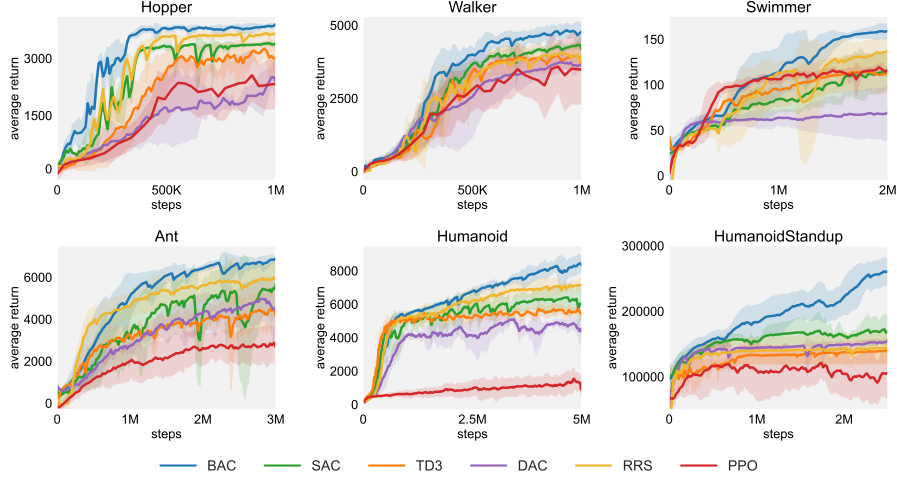 Hopper
average return
3000
1500
0
0
500K
1M
steps
Walker
average return
5000
2500
0
0
500K
1M
steps
Swimmer
average return
150
100
50
0
0
1M
2M
steps
Ant
average return
6000
4000
2000
0
0
1M
2M
3M
steps
Humanoid
average return
8000
6000
4000
2000
0
0
2.5M
5M
steps
HumanoidStandup
average return
300000
200000
100000
0
1M
2M
steps
BAC
SAC
TD3
DAC
RRS
PPO